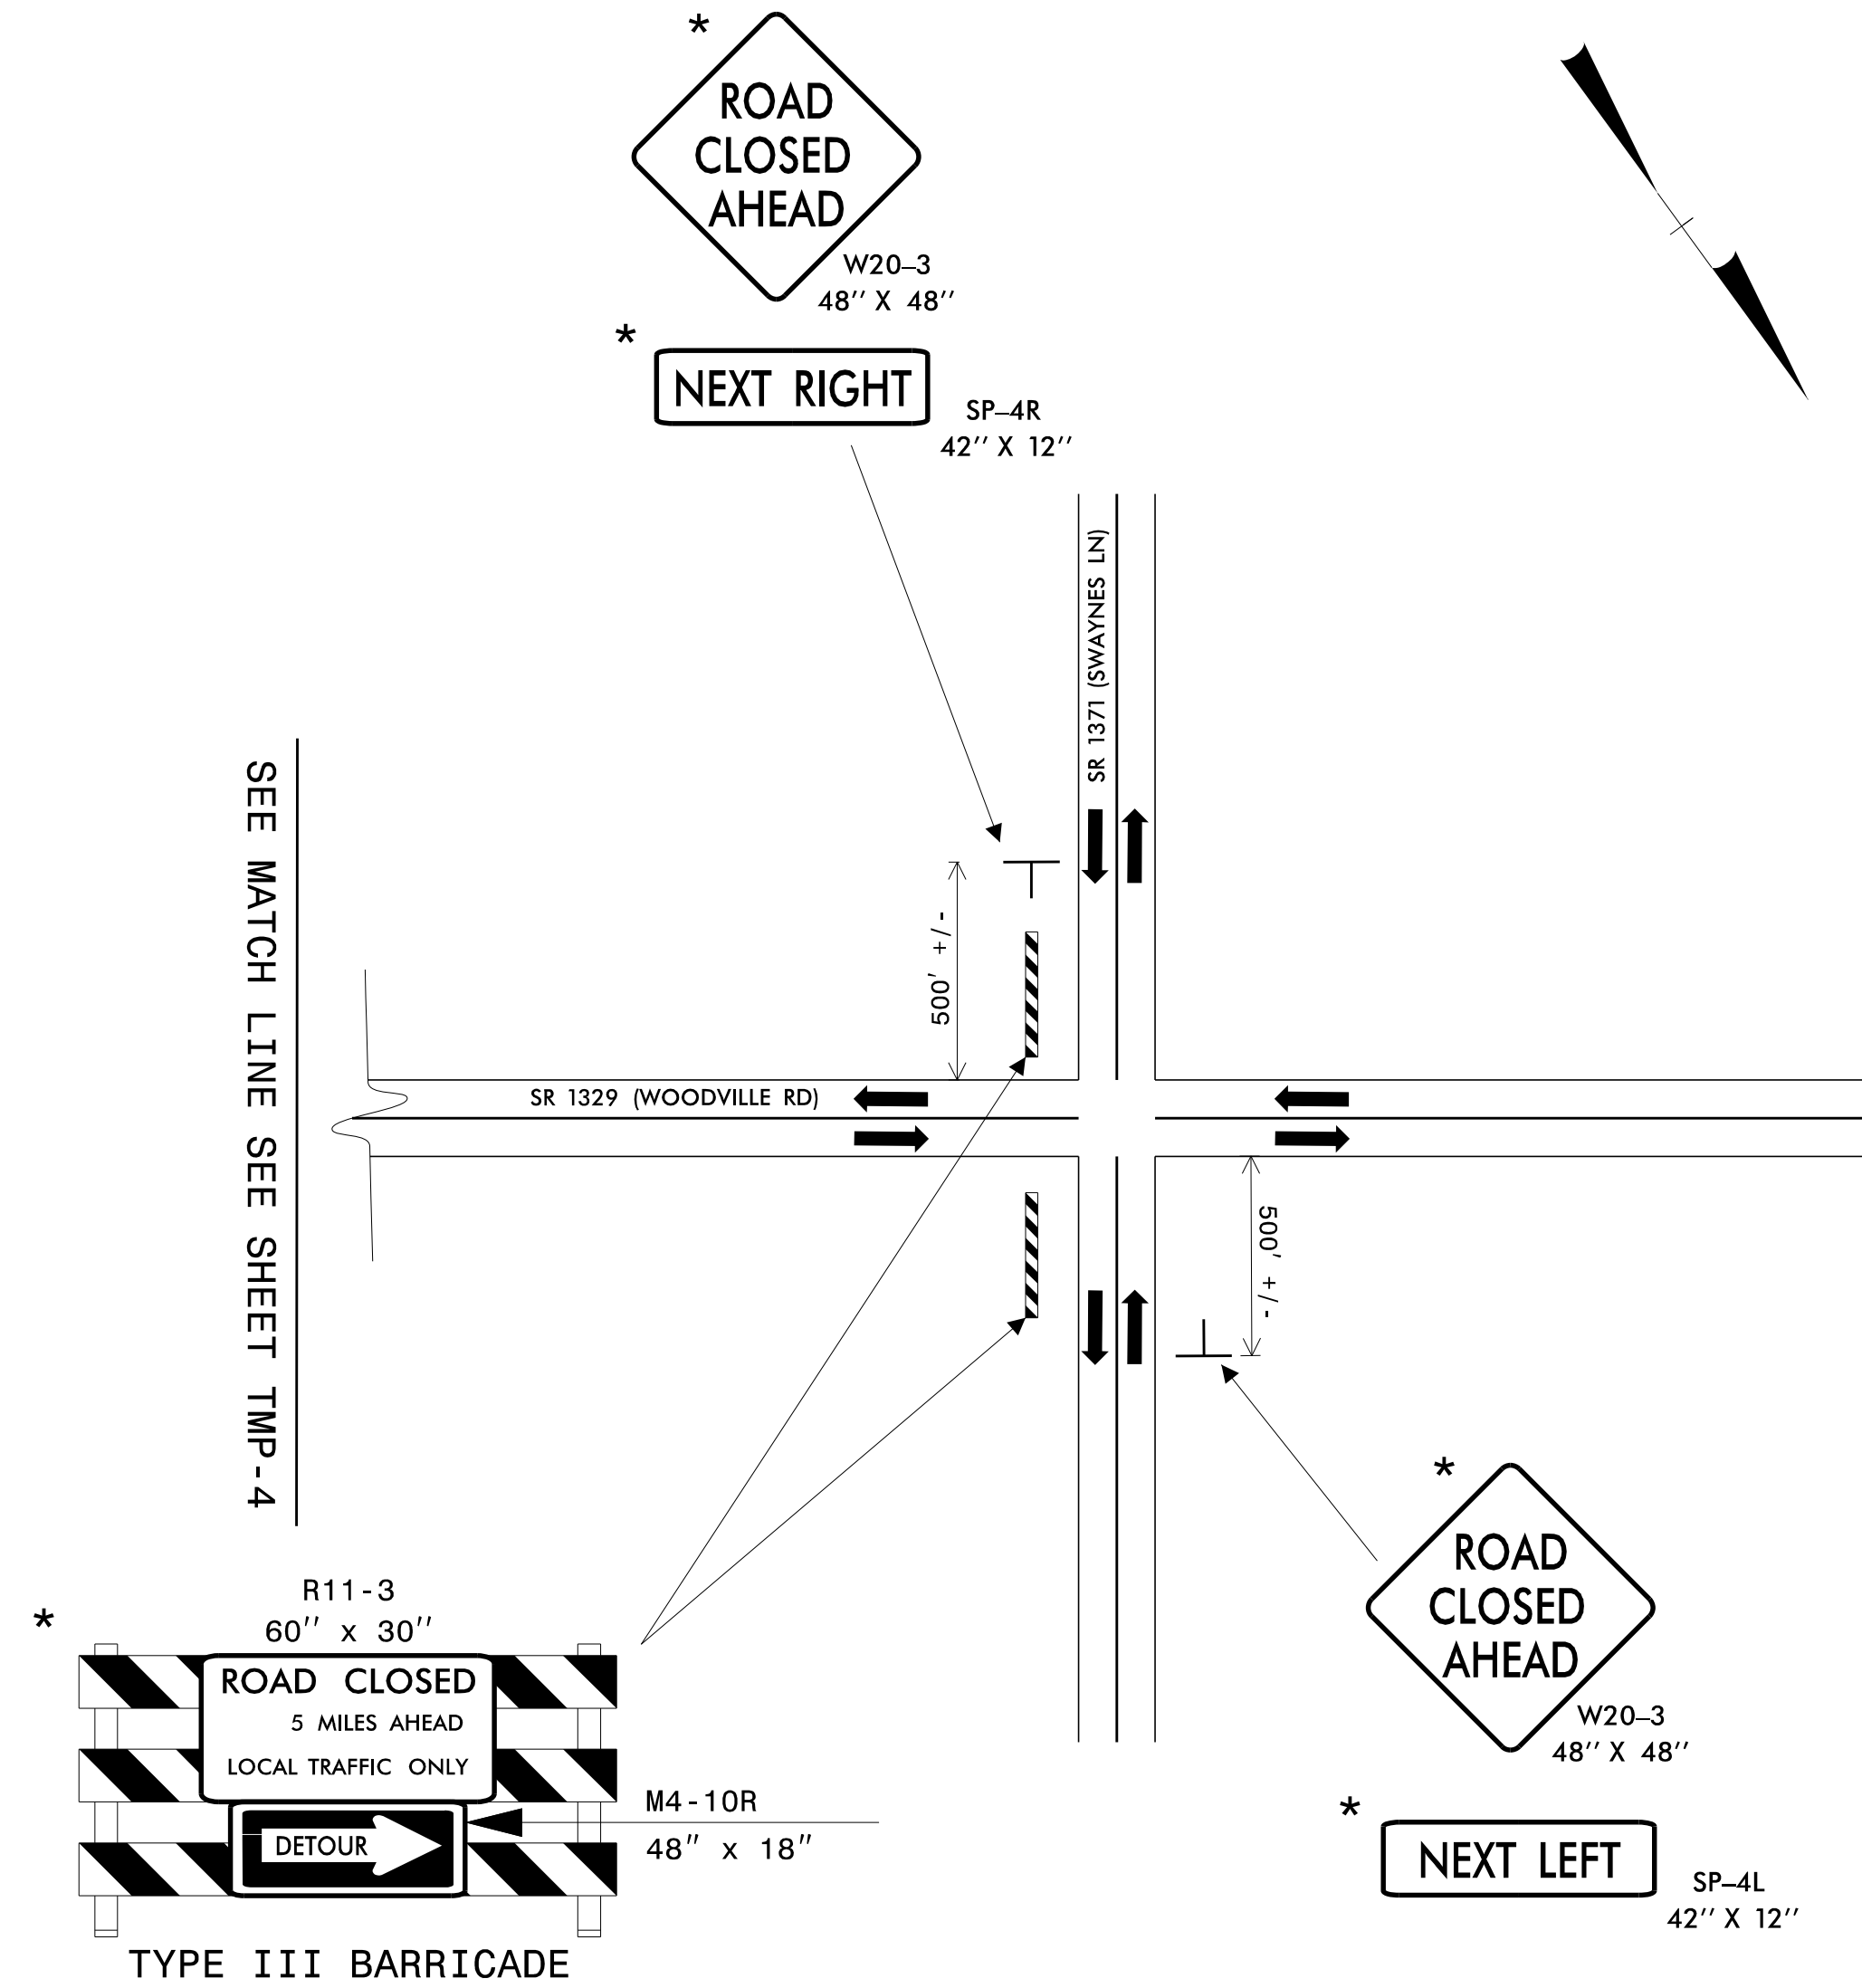 *
ROAD
CLOSED
AHEAD
W20-3
48'' X 48''
*
NEXT RIGHT
SP-4R
42'' X 12''
SR 1371 (SWAYNES LN)
SEE MATCH LINE SEE SHEET TMP-4
500' +/-
SR 1329 (WOODVILLE RD)
500' +/-
*
ROAD
CLOSED
AHEAD
W20-3
48'' X 48''
*
NEXT LEFT
SP-4L
42'' X 12''
R11-3
60'' x 30''
*
ROAD CLOSED
5 MILES AHEAD
LOCAL TRAFFIC ONLY
DETOUR
M4-10R
48" x 18"
TYPE III BARRICADE